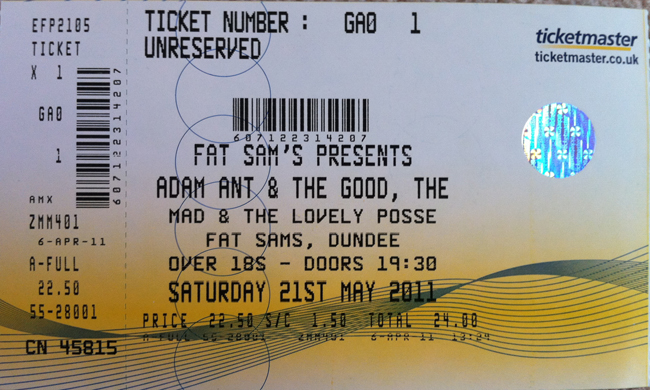 EFP2105
TICKET
X 1
GA0
1
AMX
ZMM401
6-APR-11
A-FULL
22.50
55-28001
CN 45815
607122314207
TICKET NUMBER : GA0 1
UNRESERVED
ticketmaster
ticketmaster.co.uk
607122314207
FAT SAM'S PRESENTS
ADAM ANT & THE GOOD, THE
MAD & THE LOVELY POSSE
FAT SAMS, DUNDEE
OVER 18S - DOORS 19:30
SATURDAY 21ST MAY 2011
PRICE 22.50 S/C 1.50 TOTAL 24.00
A-FULL 55-28001 ZMM401 6-APR-11 13:24